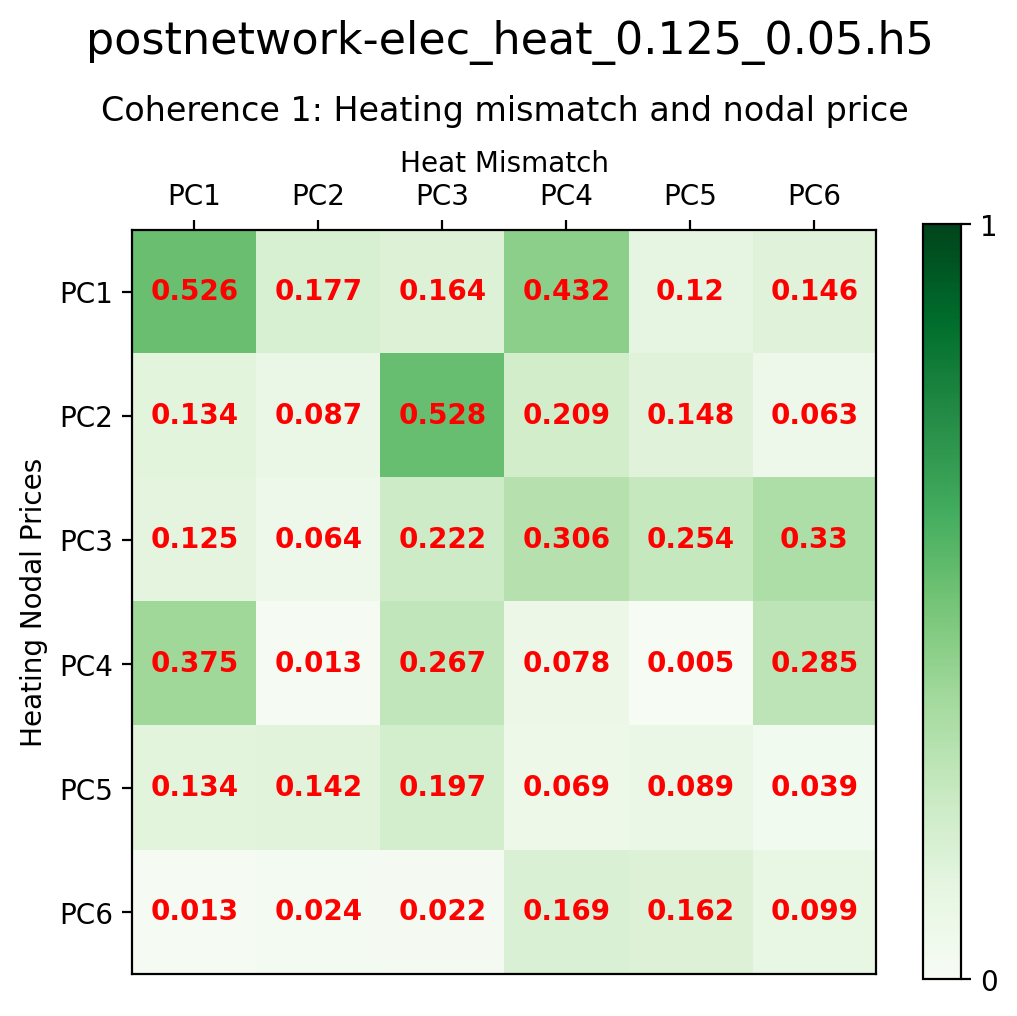 postnetwork-elec_heat_0.125_0.05.h5
Coherence 1: Heating mismatch and nodal price
Heat Mismatch
PC1 PC2 PC3 PC4 PC5 PC6
1
PC1 0.526 0.177 0.164 0.432 0.12 0.146
PC2 0.134 0.087 0.528 0.209 0.148 0.063
PC3 0.125 0.064 0.222 0.306 0.254 0.33
PC4 0.375 0.013 0.267 0.078 0.005 0.285
PC5 0.134 0.142 0.197 0.069 0.089 0.039
PC6 0.013 0.024 0.022 0.169 0.162 0.099
0
Heating Nodal Prices